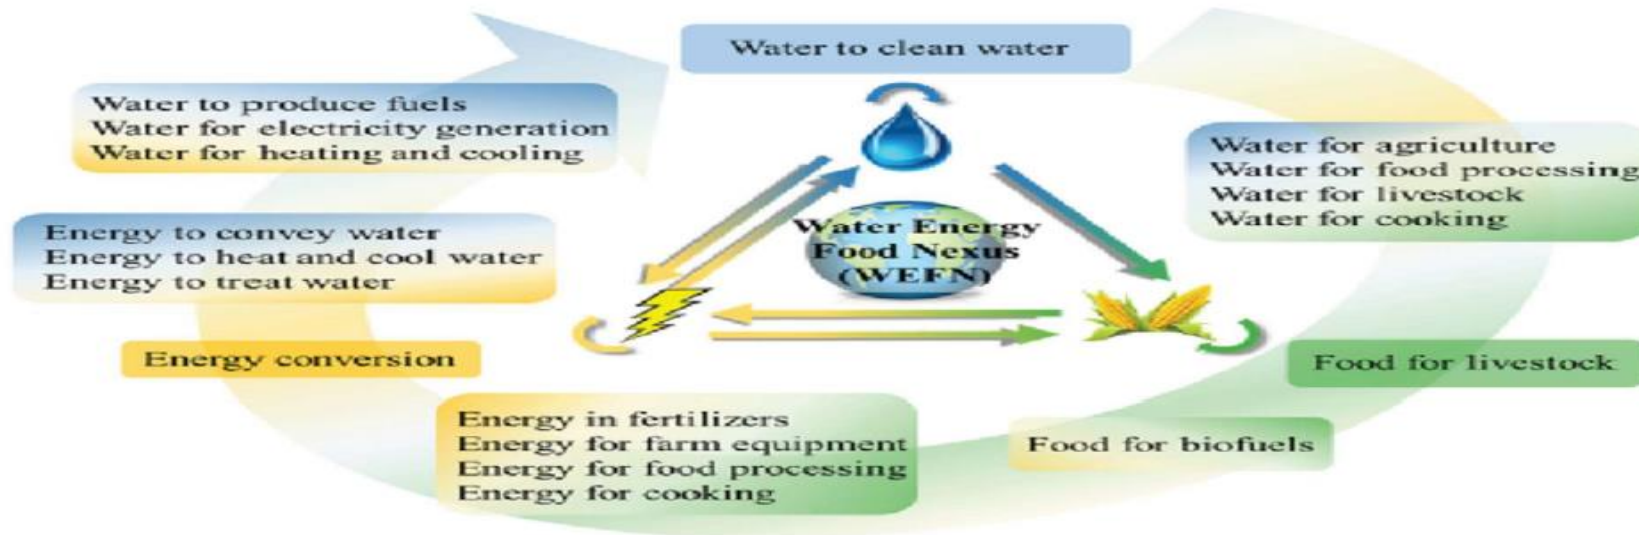 Water to clean water
Water to produce fuels
Water for electricity generation
Water for heating and cooling
Water for agriculture
Water for food processing
Water for livestock
Water for cooking
Water Energy
Food Nexus
(WEFN)
Energy to convey water
Energy to heat and cool water
Energy to treat water
Energy conversion
Food for livestock
Energy in fertilizers
Energy for farm equipment
Energy for food processing
Energy for cooking
Food for biofuels